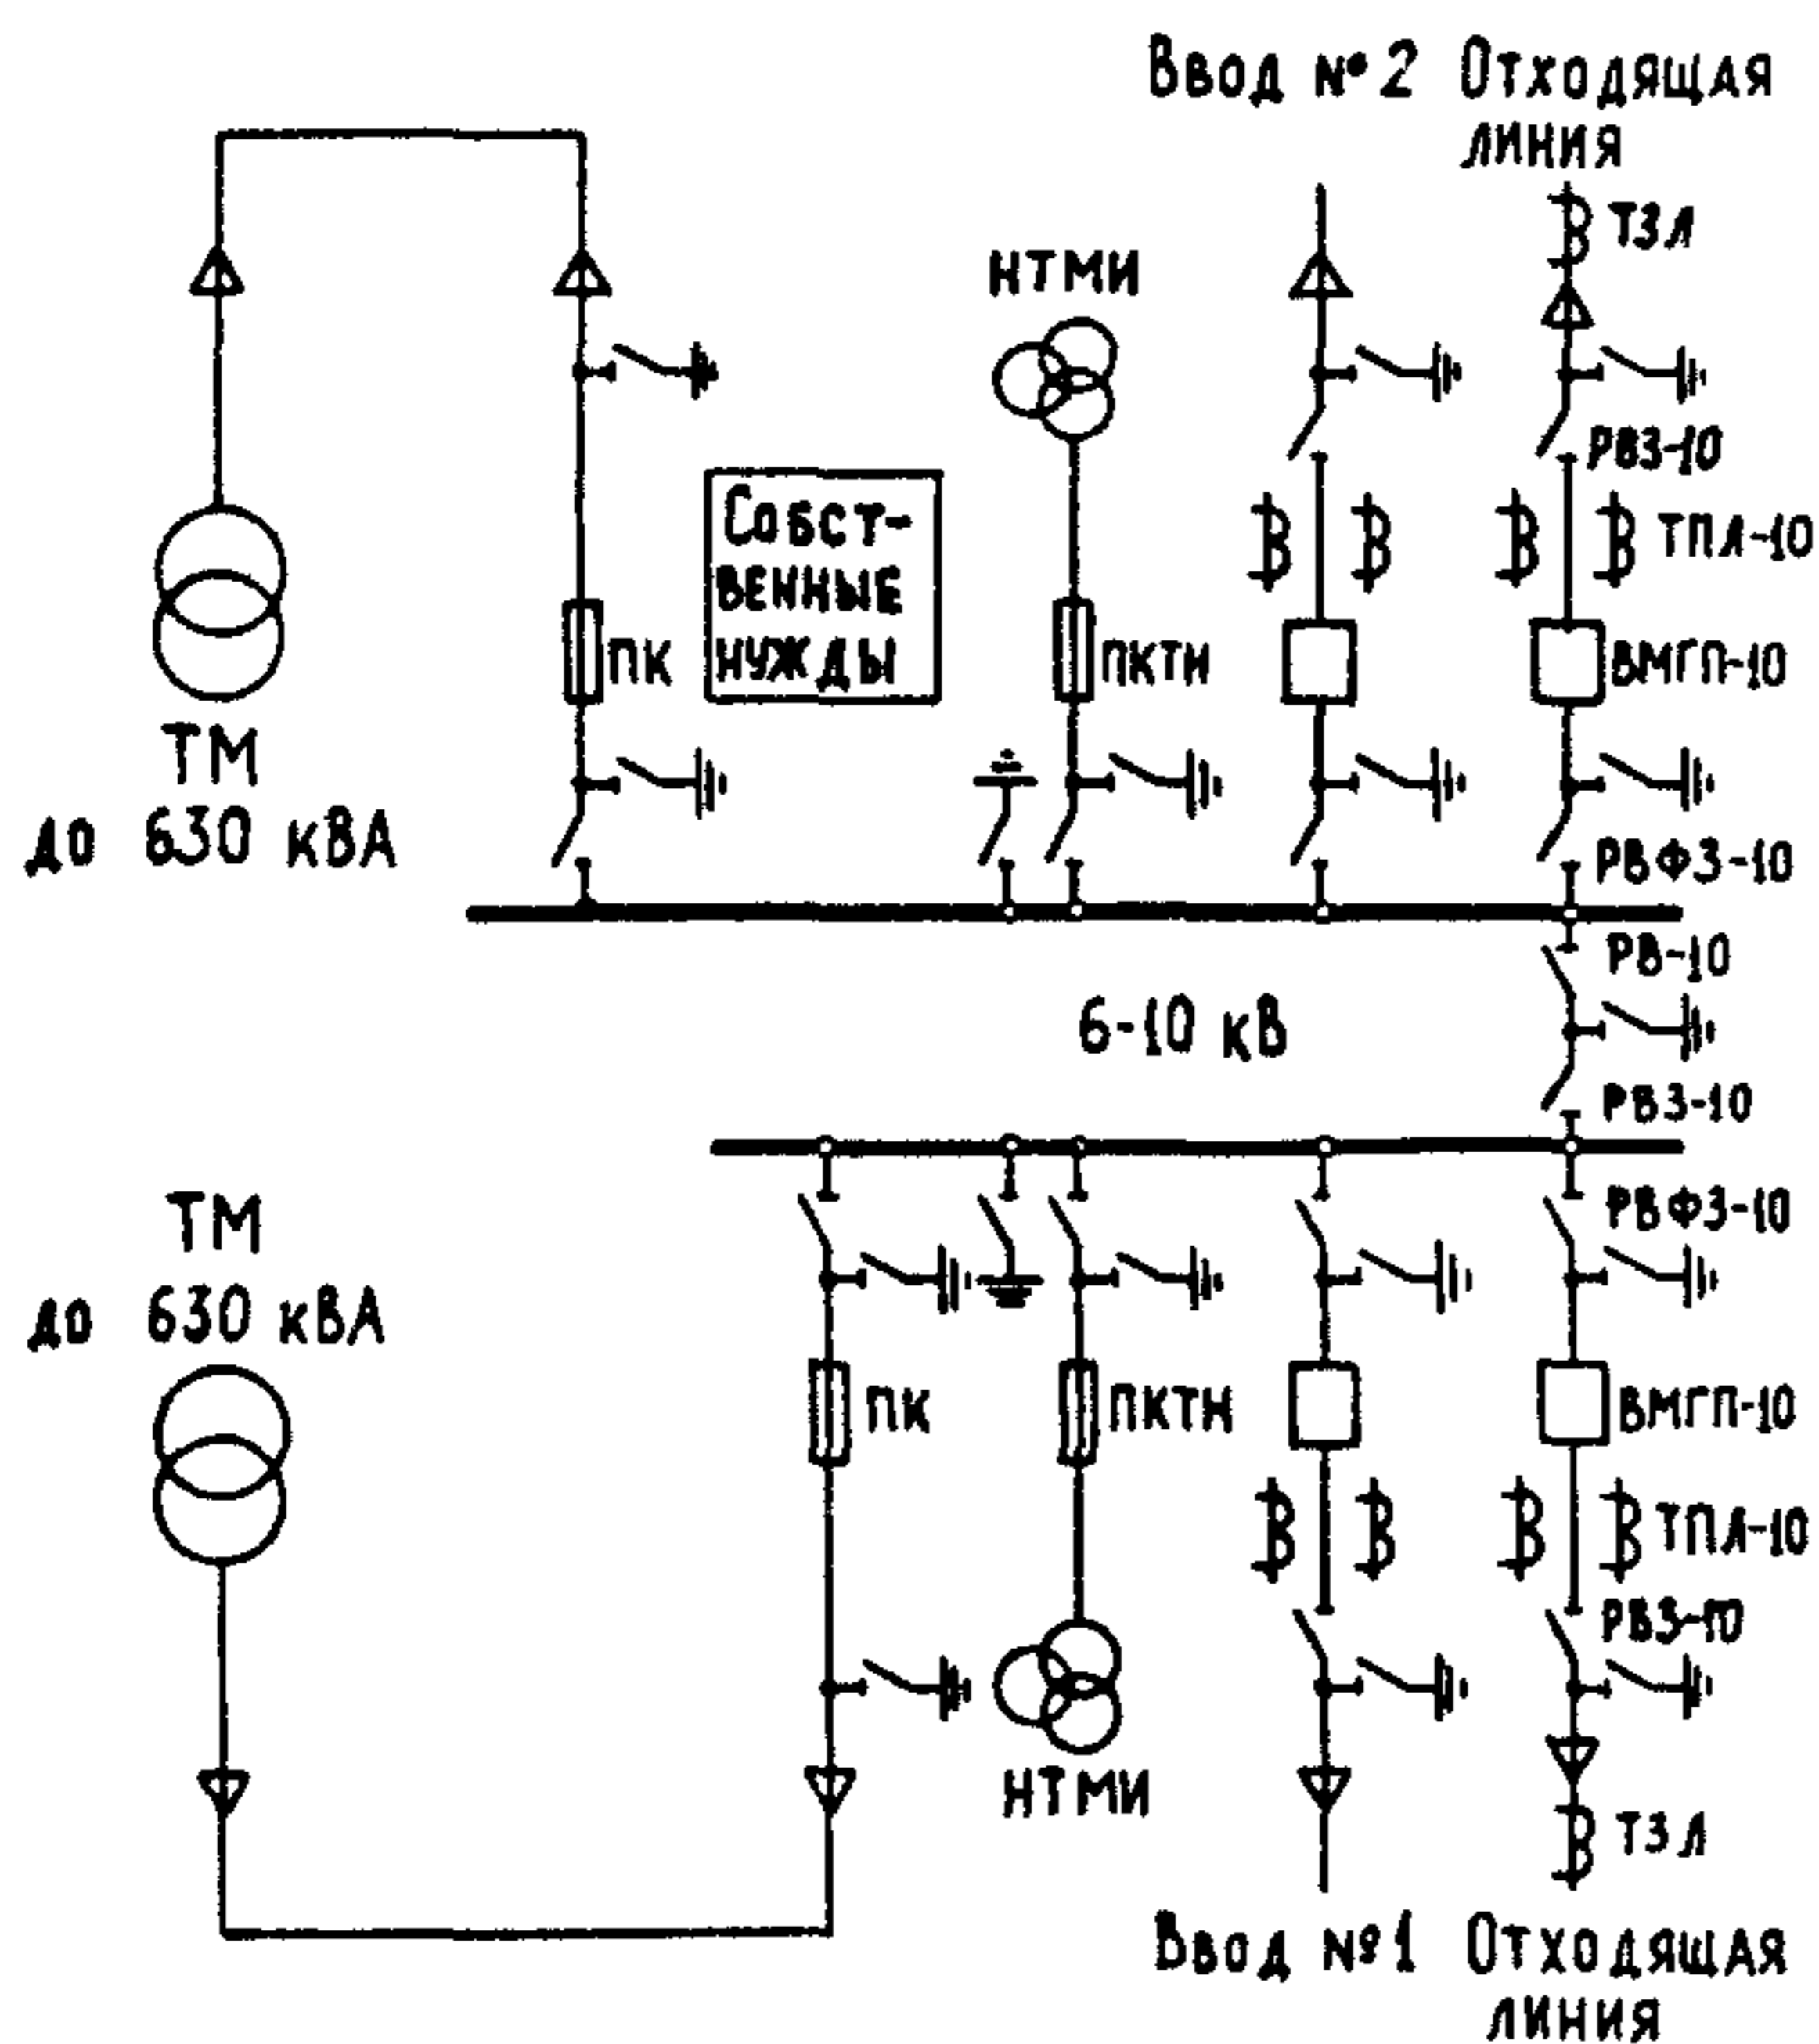 Ввод №2 Отходящая
линия
ТЗЛ
НТМИ
РВЗ-10
Собст-
венные
нужды
ТПЛ-10
ПК
ПКТИ
ВМГП-10
ТМ
до 630 кВА
РВФЗ-10
РВ-10
6-10 кВ
РВЗ-10
ТМ
до 630 кВА
РВФЗ-10
ПК
ПКТН
ВМГП-10
ТПЛ-10
РВЗ-10
НТМИ
ТЗЛ
Ввод №1 Отходящая
линия